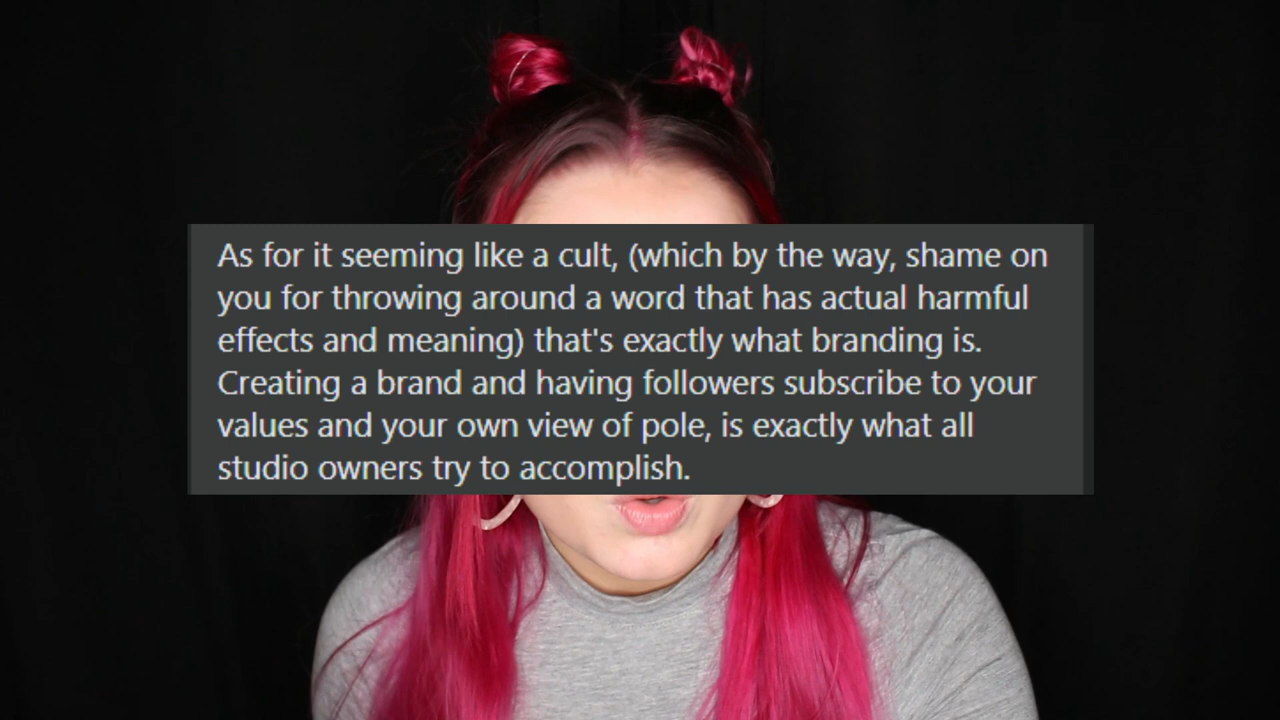 As for it seeming like a cult, (which by the way, shame on
you for throwing around a word that has actual harmful
effects and meaning) that's exactly what branding is.
Creating a brand and having followers subscribe to your
values and your own view of pole, is exactly what all
studio owners try to accomplish.